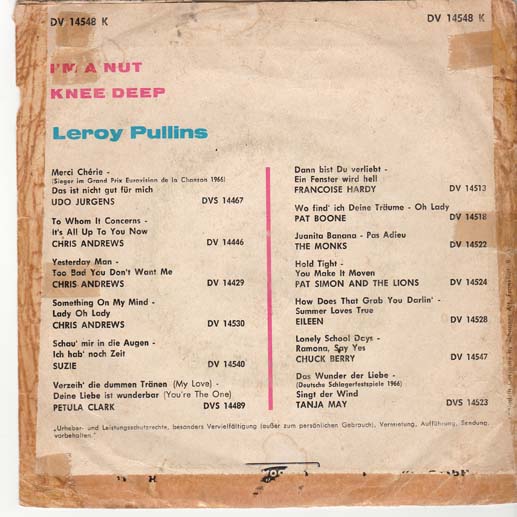 DV 14548 K
DV 14548 K
I'M A NUT
KNEE DEEP
Leroy Pullins
Merci Chérie -
(Sieger im Grand Prix Eurovision de la Chanson 1966)
Das ist nicht gut für mich
UDO JURGENS DVS 14467
To Whom It Concerns -
it's All Up To You Now
CHRIS ANDREWS DV 14446
Yesterday Man -
Too Bad You Don't Want Me
CHRIS ANDREWS DV 14429
Something On My Mind -
Lady Oh Lady
CHRIS ANDREWS DV 14530
Schau' mir in die Augen -
Ich hab' noch Zeit
SUZIE DV 14540
Verzeih' die dummen Tränen (My Love) -
Deine Liebe ist wunderbar (You're The One)
PETULA CLARK DVS 14489
Dann bist Du verliebt -
Ein Fenster wird hell
FRANCOISE HARDY DV 14513
Wo find' ich Deine Träume - Oh Lady
PAT BOONE DV 14518
Juanita Banana - Pas Adieu
THE MONKS DV 14522
Hold Tight -
You Make It Moven
PAT SIMON AND THE LIONS DV 14524
How Does That Grab You Darlin' -
Summer Loves True
EILEEN DV 14528
Lonely School Days -
Ramona, Say Yes
CHUCK BERRY DV 14547
Das Wunder der Liebe -
(Deutsche Schlagerfestspiele 1966)
Singt der Wind
TANJA MAY DVS 14523
„Urheber- und Leistungsschutzrechte, besonders Vervielfältigung (außer zum persönlichen Gebrauch), Vermietung, Aufführung, Sendung,
vorbehalten."